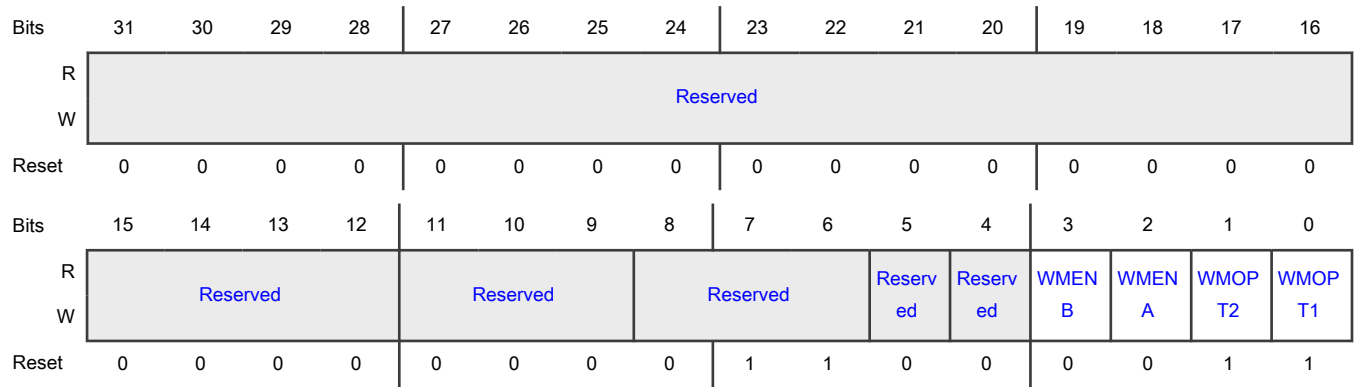 Bits 31 30 29 28 27 26 25 24 23 22 21 20 19 18 17 16
R
Reserved
W
Reset 0 0 0 0 0 0 0 0 0 0 0 0 0 0 0 0
Bits 15 14 13 12 11 10 9 8 7 6 5 4 3 2 1 0
R Reserv Reserv WMEN WMEN WMOP WMOP
Reserved Reserved Reserved
W ed ed B A T2 T1
Reset 0 0 0 0 0 0 0 0 1 1 0 0 0 0 1 1